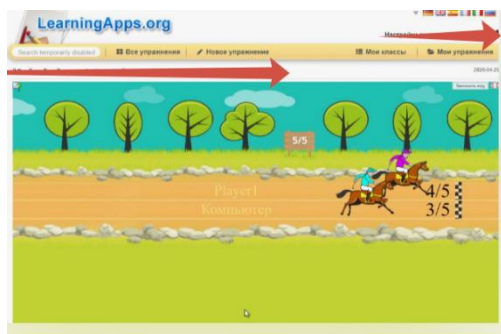 LearningApps.org
Search temporarily disabled
Все упражнения
Новое упражнение
Мои классы
Мои упражнения
5/5
Player1
Компьютер
4/5
3/5